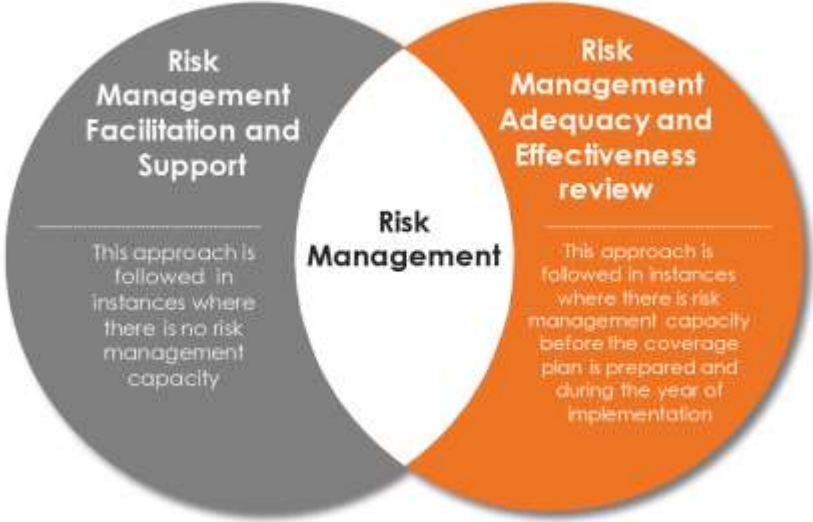 Risk
Management
Facilitation and
Support
This approach is
followed in
instances where
there is no risk
management
capacity
Risk
Management
Risk
Management
Adequacy and
Effectiveness
review
This approach is
followed in instances
where there is risk
management capacity
before the coverage
plan is prepared and
during the year of
implementation